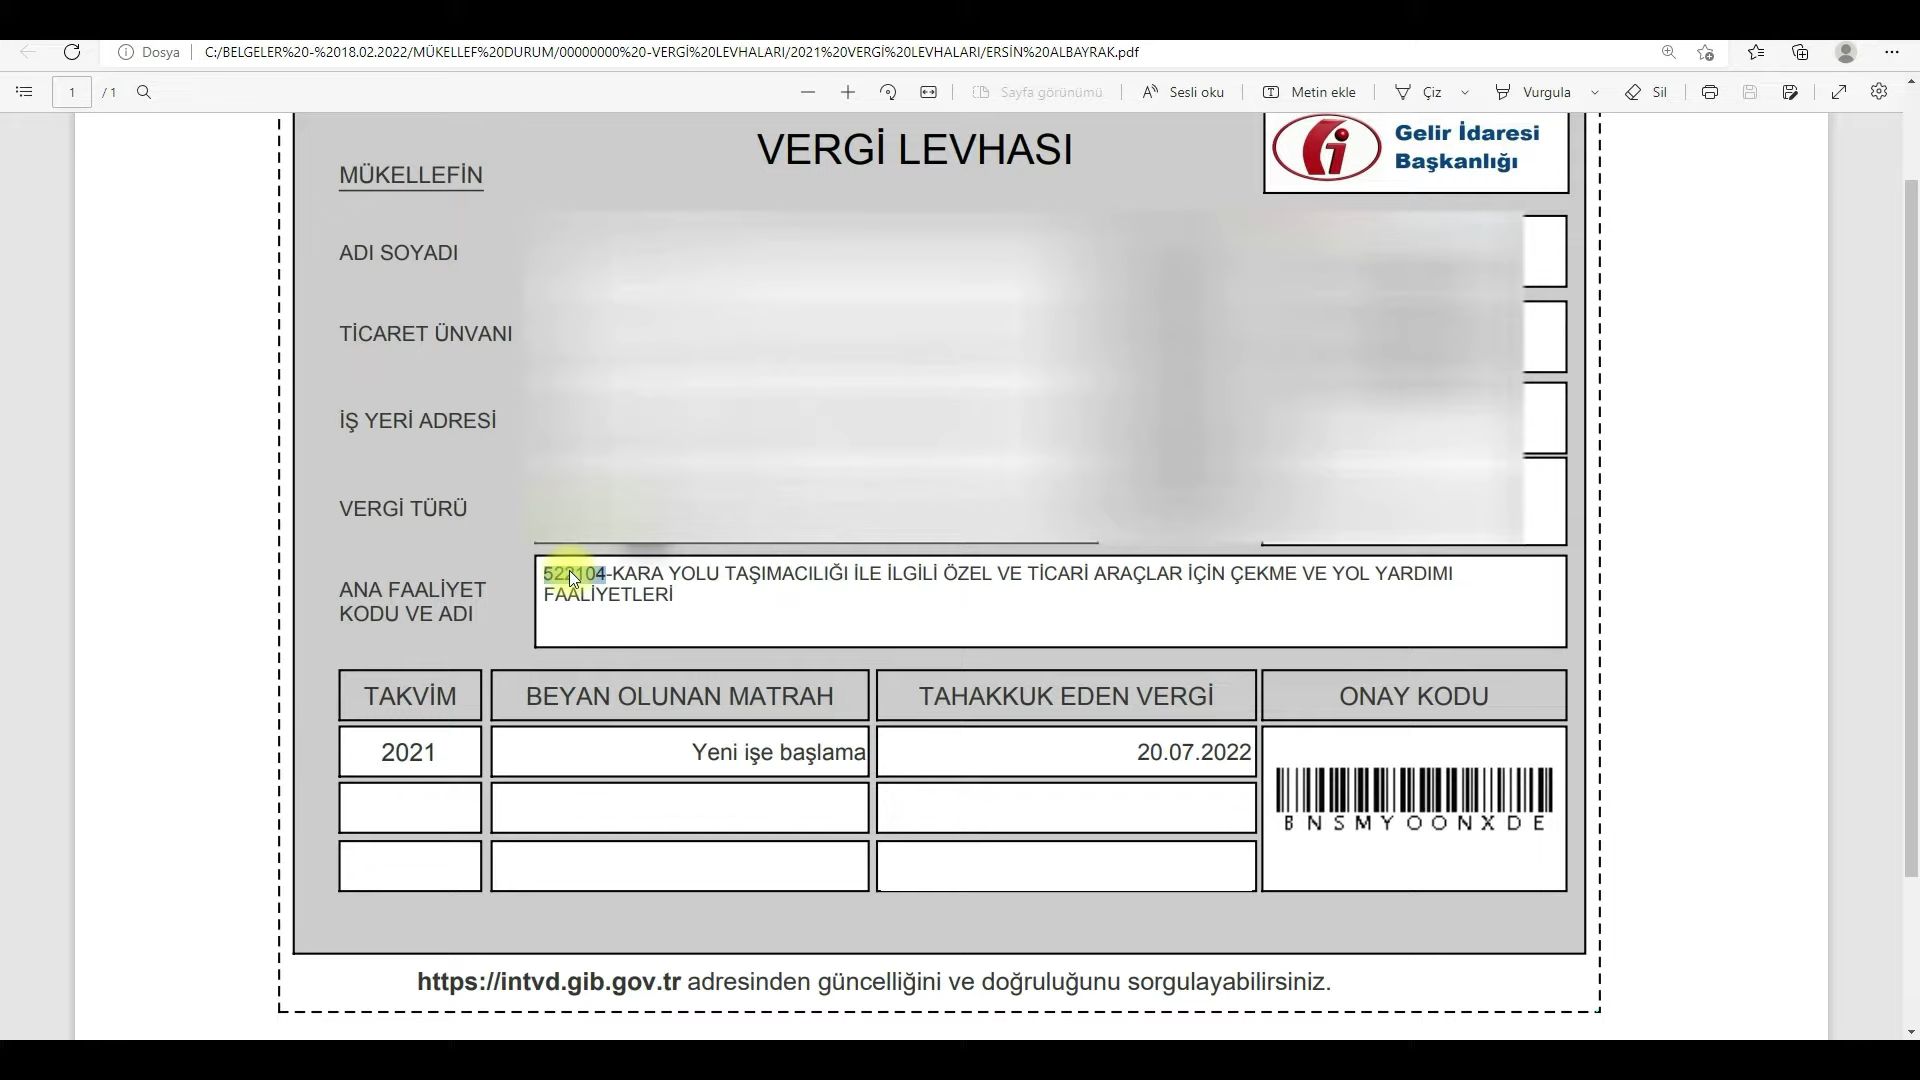 Dosya
C:/BELGELER%20-%2018.02.2022/MÜKELLEF%20DURUM/00000000%20-VERGİ%20LEVHALARI/2021%20VERGİ%20LEVHALARI/ERSİN%20ALBAYRAK.pdf
1 / 1
Sayfa görünümü
Sesli oku
Metin ekle
Çiz
Vurgula
Sil
VERGİ LEVHASI
Gelir İdaresi
Başkanlığı
MÜKELLEFİN
ADI SOYADI
TİCARET ÜNVANI
İŞ YERİ ADRESİ
VERGİ TÜRÜ
ANA FAALİYET
KODU VE ADI
522104-KARA YOLU TAŞIMACILIĞI İLE İLGİLİ ÖZEL VE TİCARİ ARAÇLAR İÇİN ÇEKME VE YOL YARDIMI
FAALİYETLERİ
TAKVİM BEYAN OLUNAN MATRAH TAHAKKUK EDEN VERGİ ONAY KODU
2021 Yeni işe başlama 20.07.2022
BNSMYOONXDE
https://intvd.gib.gov.tr adresinden güncelliğini ve doğruluğunu sorgulayabilirsiniz.